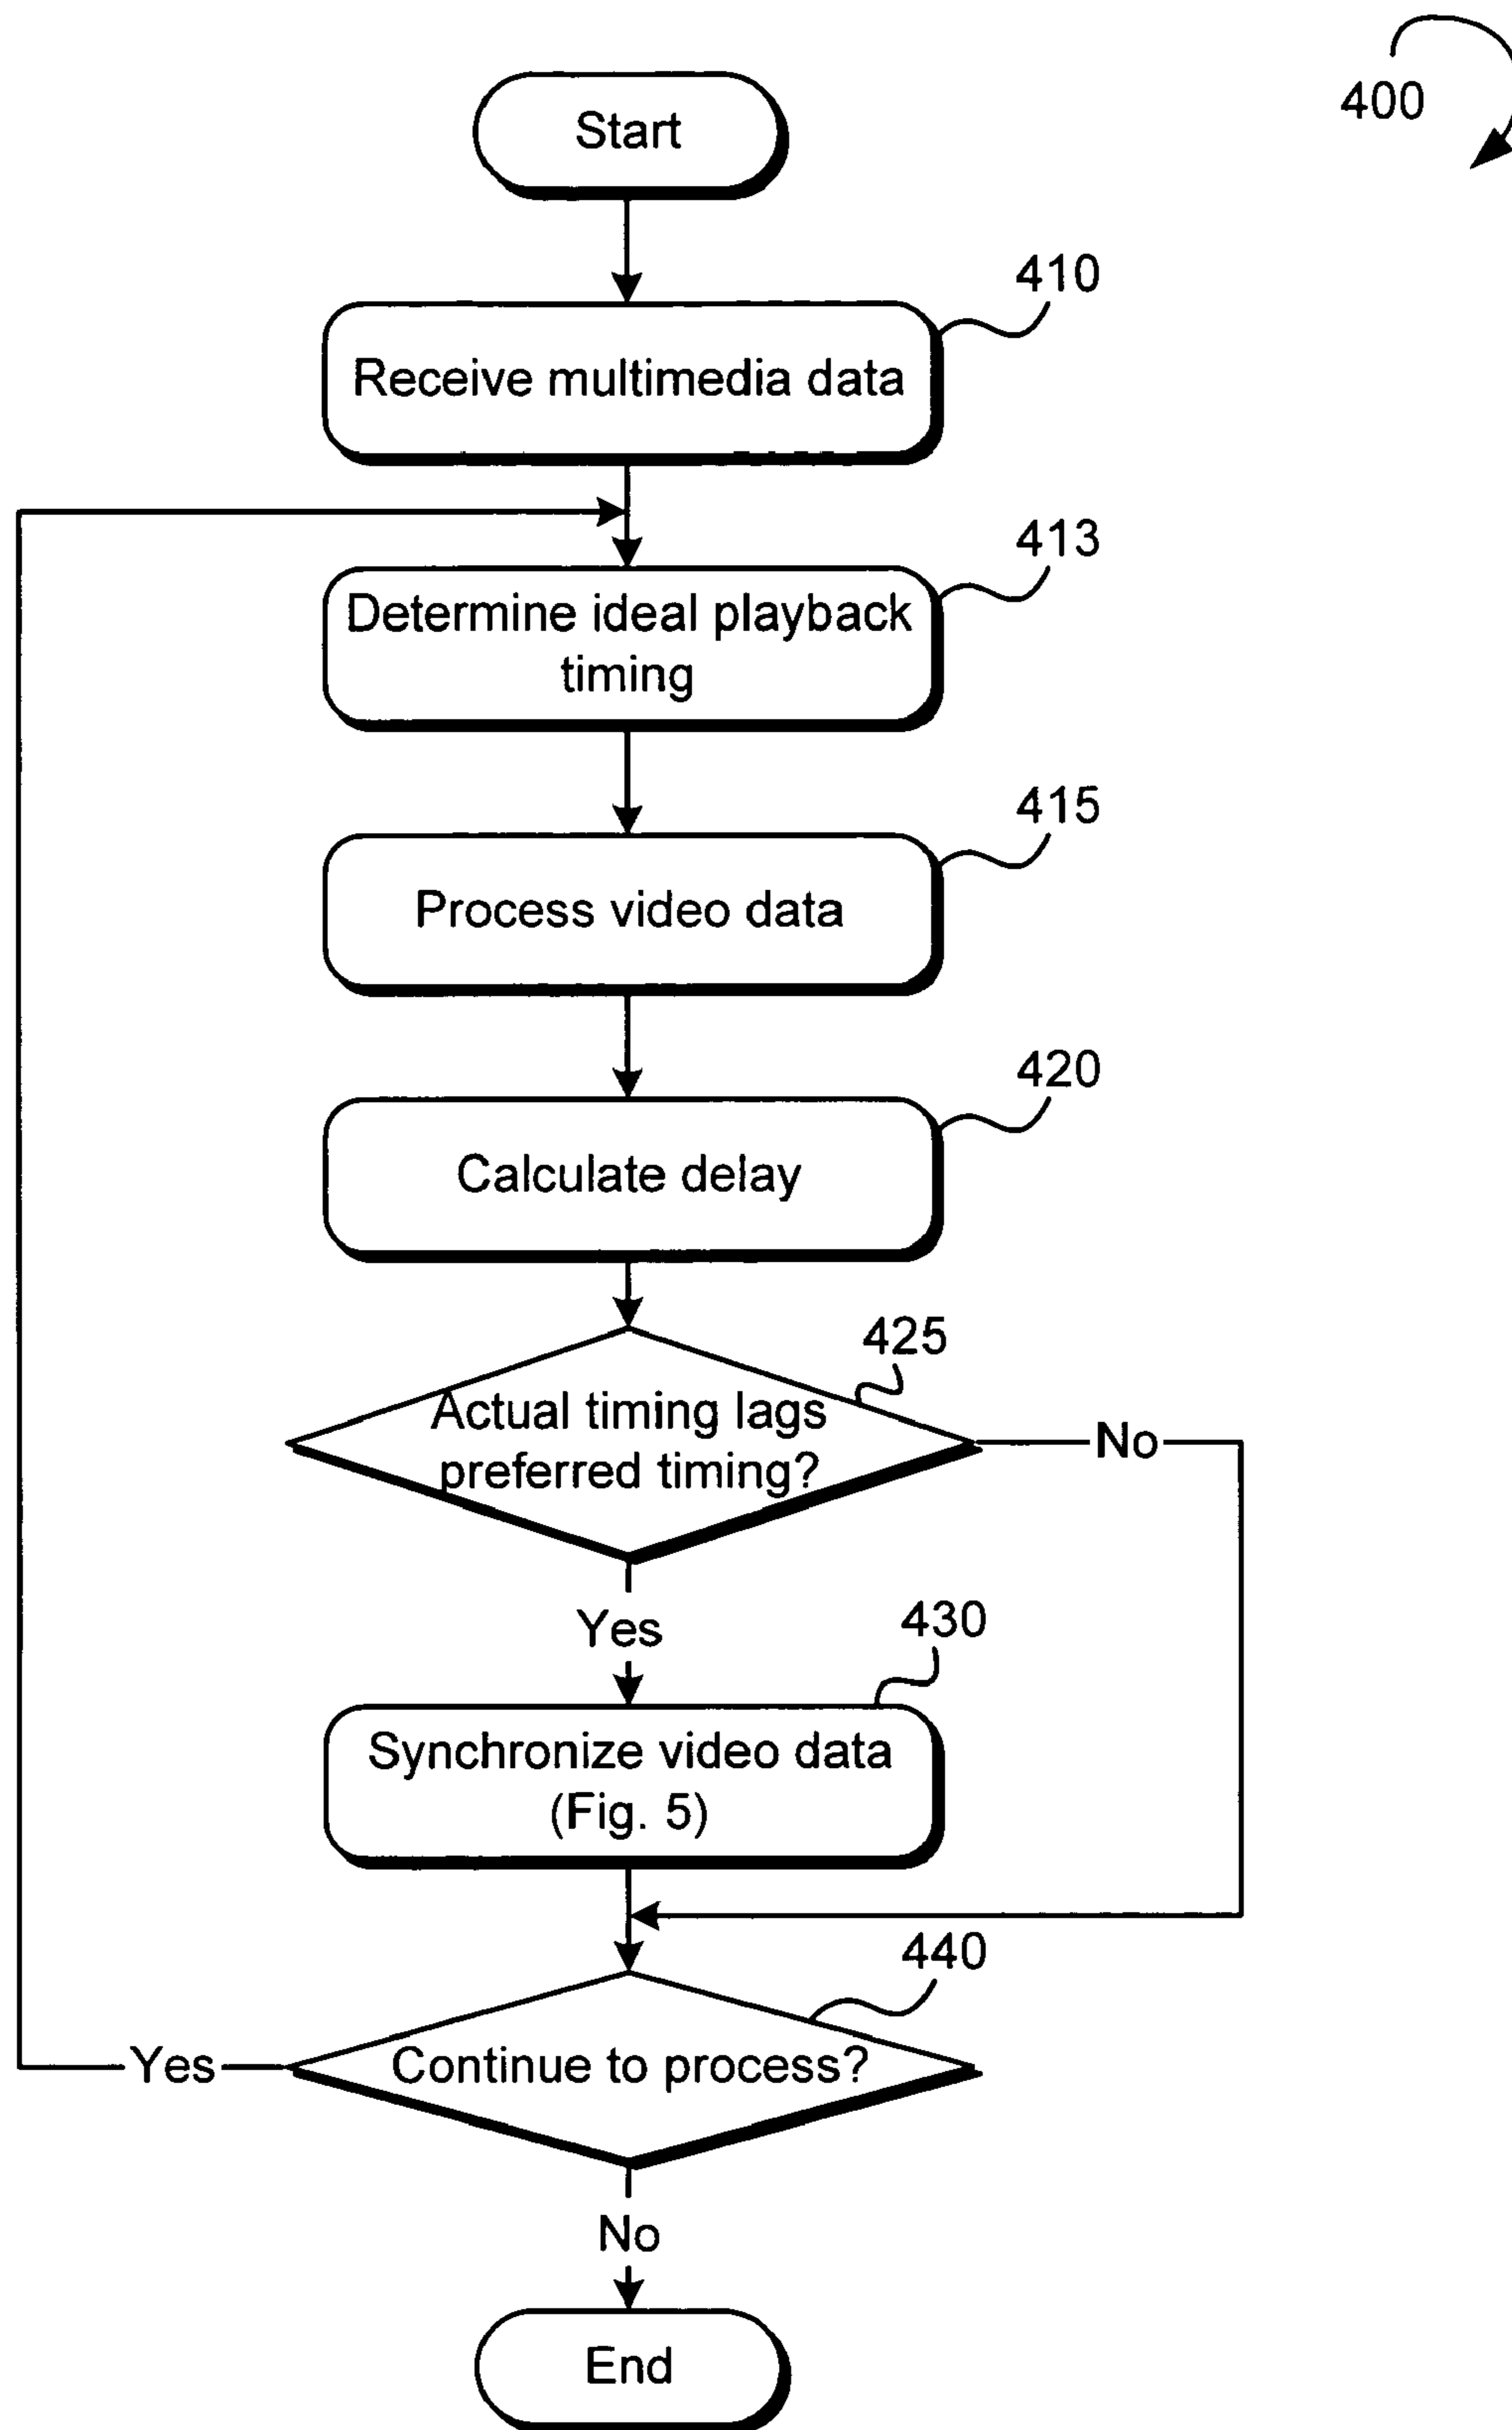 400
Start
410
Receive multimedia data
413
Determine ideal playback
timing
415
Process video data
420
Calculate delay
425
Actual timing lags
preferred timing?
No
Yes
430
Synchronize video data
(Fig. 5)
440
Continue to process?
Yes
No
End